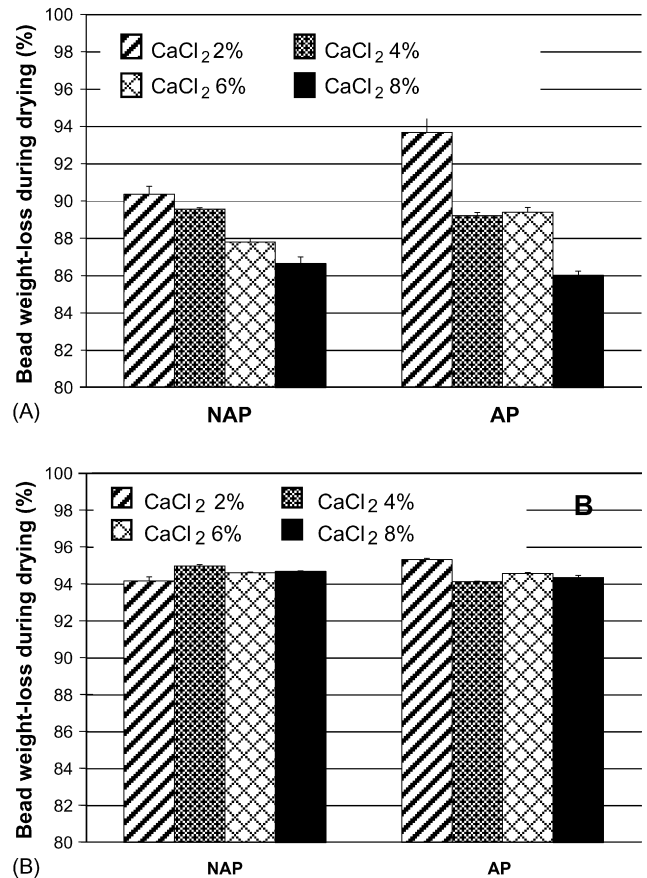 Bead weight-loss during drying (%)
100
98
96
94
92
90
88
86
84
82
80
CaCl2 2%
CaCl2 4%
CaCl2 6%
CaCl2 8%
NAP
AP
(A)
Bead weight-loss during drying (%)
100
98
96
94
92
90
88
86
84
82
80
CaCl2 2%
CaCl2 4%
CaCl2 6%
CaCl2 8%
B
NAP
AP
(B)